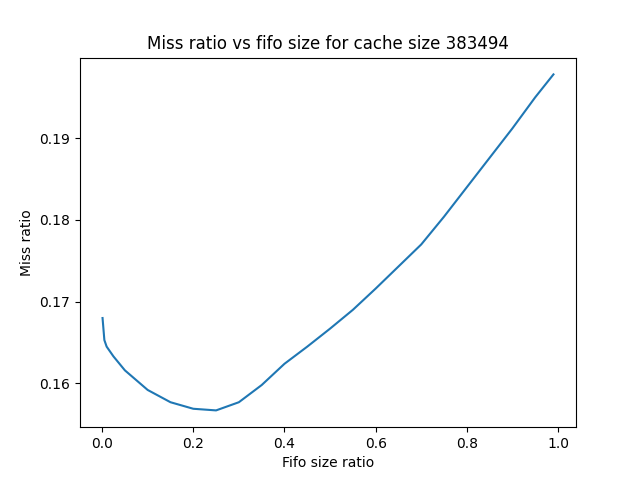 Miss ratio vs fifo size for cache size 383494
0.19
0.18
0.17
0.16
Miss ratio
0.0 0.2 0.4 0.6 0.8 1.0
Fifo size ratio